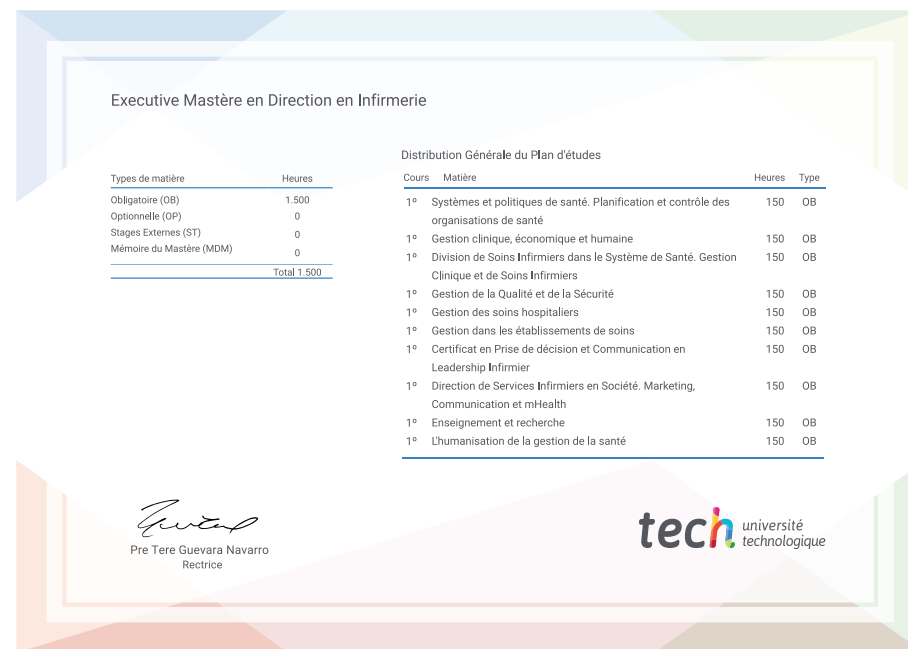 Executive Mastère en Direction en Infirmerie
Types de matière Heures
Obligatoire (OB) 1.500
Optionnelle (OP) 0
Stages Externes (ST) 0
Mémoire du Mastère (MDM) 0
Total 1.500
Distribution Générale du Plan d'études
Cours Matière Heures Type
1º Systèmes et politiques de santé. Planification et contrôle des 150 OB
organisations de santé
1º Gestion clinique, économique et humaine 150 OB
1º Division de Soins Infirmiers dans le Système de Santé. Gestion 150 OB
Clinique et de Soins Infirmiers
1º Gestion de la Qualité et de la Sécurité 150 OB
1º Gestion des soins hospitaliers 150 OB
1º Gestion dans les établissements de soins 150 OB
1º Certificat en Prise de décision et Communication en 150 OB
Leadership Infirmier
1º Direction de Services Infirmiers en Société. Marketing, 150 OB
Communication et mHealth
1º Enseignement et recherche 150 OB
1º L'humanisation de la gestion de la santé 150 OB
Pre Tere Guevara Navarro
Rectrice
tech université
technologique